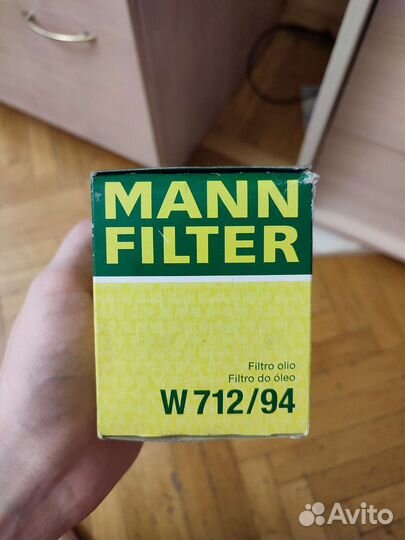 MANN
FILTER
Filtro olio
Filtro do óleo
W 712/94
Avito